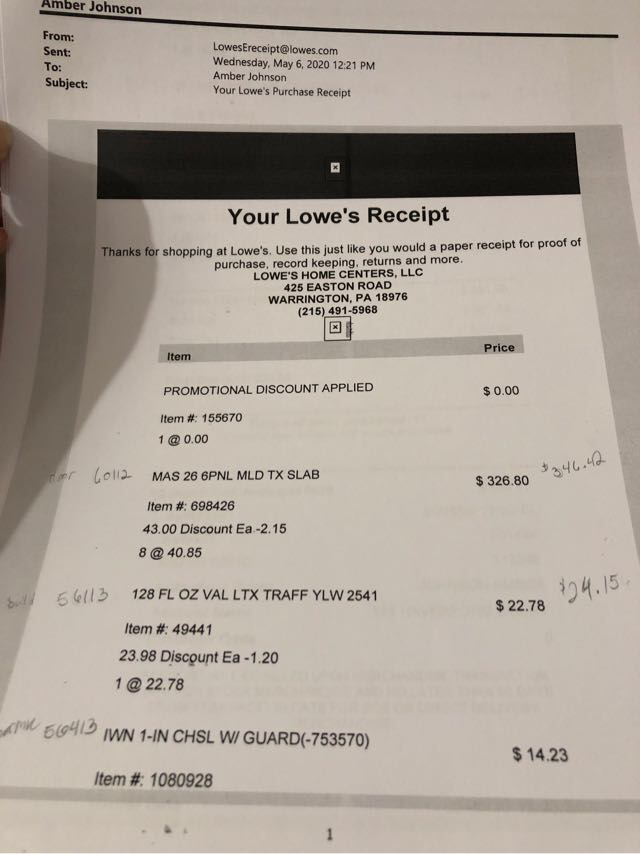 Amber Johnson
From: LowesEreceipt@lowes.com
Sent: Wednesday, May 6, 2020 12:21 PM
To: Amber Johnson
Subject: Your Lowe's Purchase Receipt
Your Lowe's Receipt
Thanks for shopping at Lowe's. Use this just like you would a paper receipt for proof of
purchase, record keeping, returns and more.
LOWE'S HOME CENTERS, LLC
425 EASTON ROAD
WARRINGTON, PA 18976
(215) 491-5968
Item Price
PROMOTIONAL DISCOUNT APPLIED $ 0.00
Item #: 155670
1 @ 0.00
60112 MAS 26 6PNL MLD TX SLAB $ 326.80 $346.42
Item #: 698426
43.00 Discount Ea -2.15
8 @ 40.85
56113 128 FL OZ VAL LTX TRAFF YLW 2541 $ 22.78 $24.15
Item #: 49441
23.98 Discount Ea -1.20
1 @ 22.78
56413 IWN 1-IN CHSL W/ GUARD(-753570) $ 14.23
Item #: 1080928
1